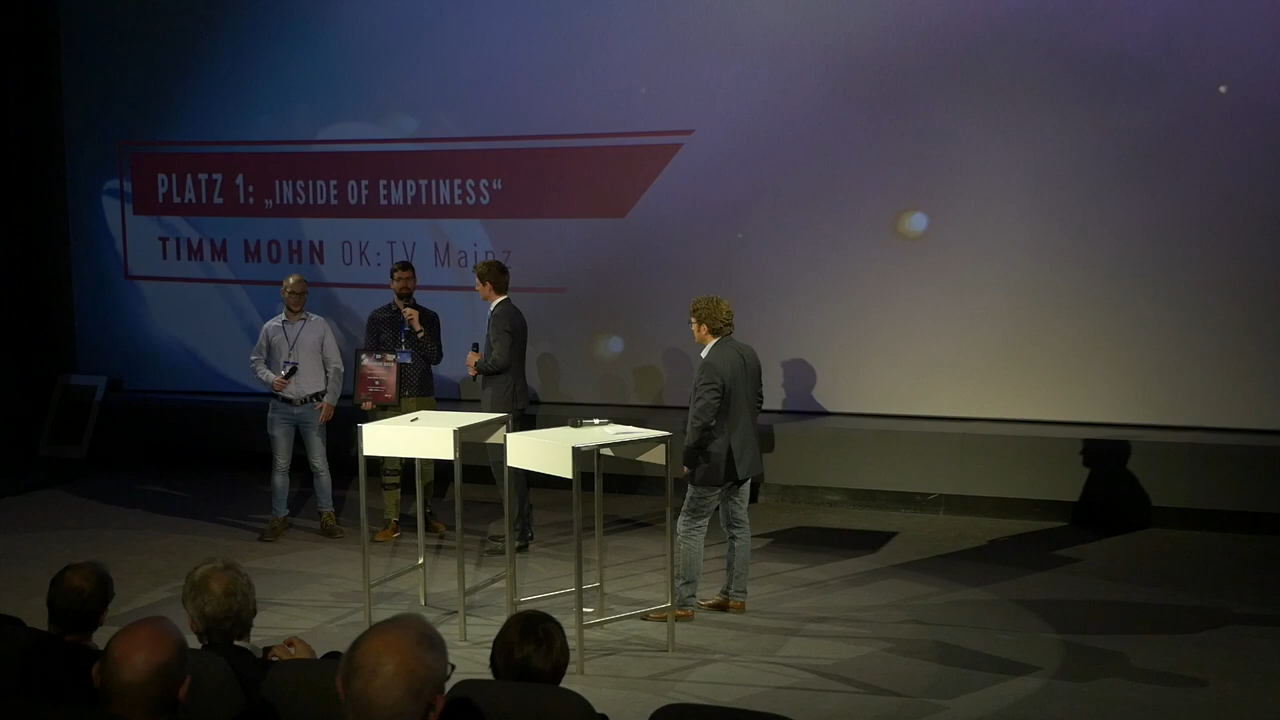 PLATZ 1: „INSIDE OF EMPTINESS“
TIMM MOHN OK:TV Mainz